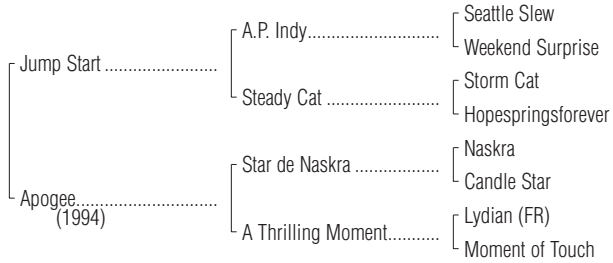 Seattle Slew
A.P. Indy
Weekend Surprise
Jump Start
Storm Cat
Steady Cat
Hopespringsforever
Naskra
Star de Naskra
Candle Star
Apogee
(1994)
Lydian (FR)
A Thrilling Moment
Moment of Touch